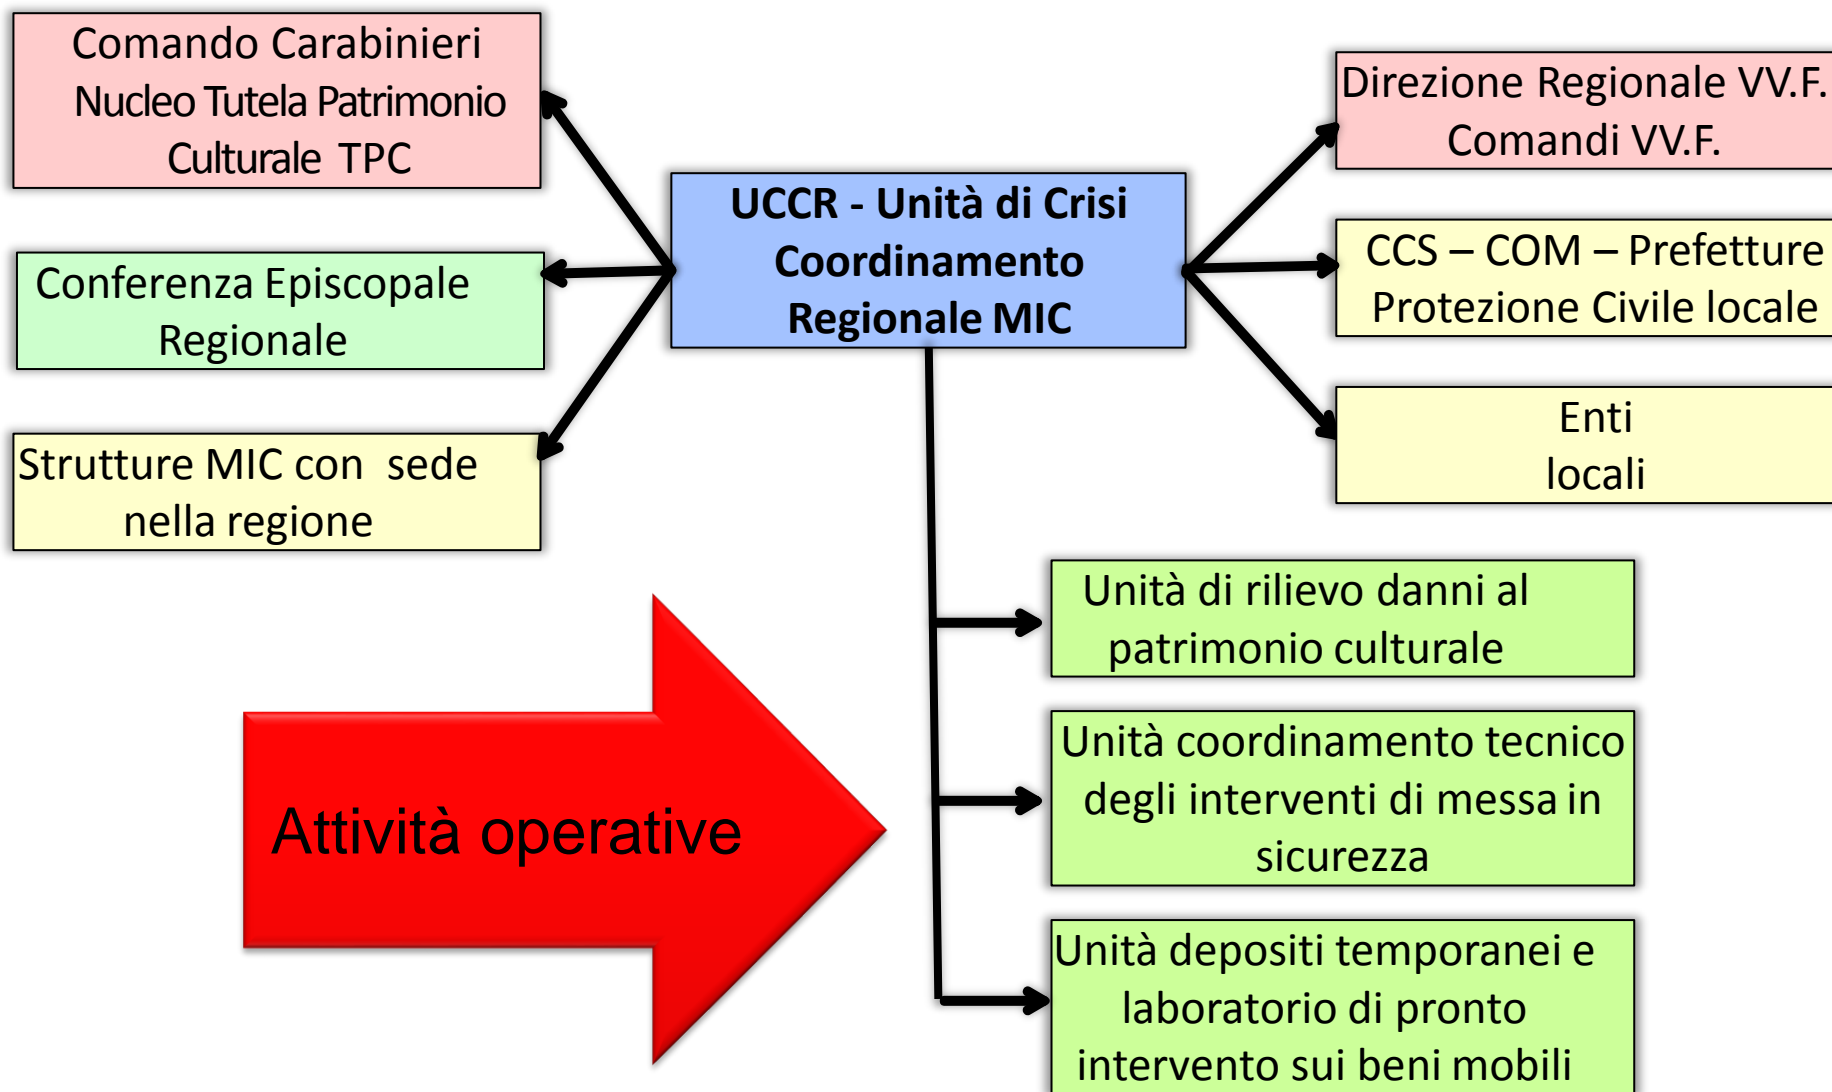 Comando Carabinieri
Nucleo Tutela Patrimonio
Culturale TPC
Conferenza Episcopale
Regionale
Strutture MIC con sede
nella regione
UCCR - Unità di Crisi
Coordinamento
Regionale MIC
Direzione Regionale VV.F.
Comandi VV.F.
CCS – COM – Prefetture
Protezione Civile locale
Enti
locali
Attività operative
Unità di rilievo danni al
patrimonio culturale
Unità coordinamento tecnico
degli interventi di messa in
sicurezza
Unità depositi temporanei e
laboratorio di pronto
intervento sui beni mobili